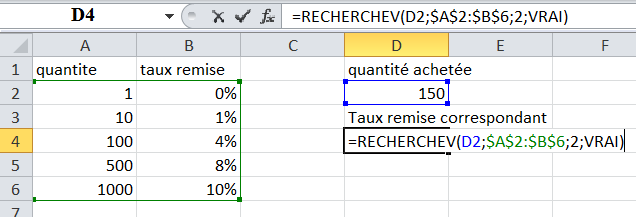 D4 fx =RECHERCHEV(D2;$A$2:$B$6;2;VRAI)
A B C D E F
1 quantite taux remise quantité achetée
2 1 0% 150
3 10 1% Taux remise correspondant
4 100 4% =RECHERCHEV(D2;$A$2:$B$6;2;VRAI)
5 500 8%
6 1000 10%
7